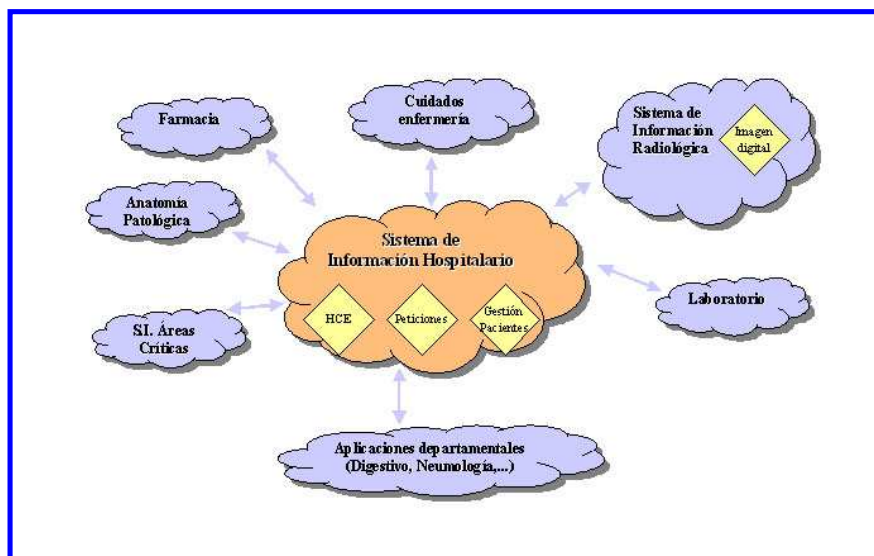 Farmacia
Cuidados
enfermería
Sistema de
Información
Radiológica
Imagen
digital
Anatomía
Patológica
Sistema de
Información Hospitalario
HCE
Peticiones
Gestión
Pacientes
Laboratorio
S.I. Áreas
Críticas
Aplicaciones departamentales
(Digestivo, Neumología,...)